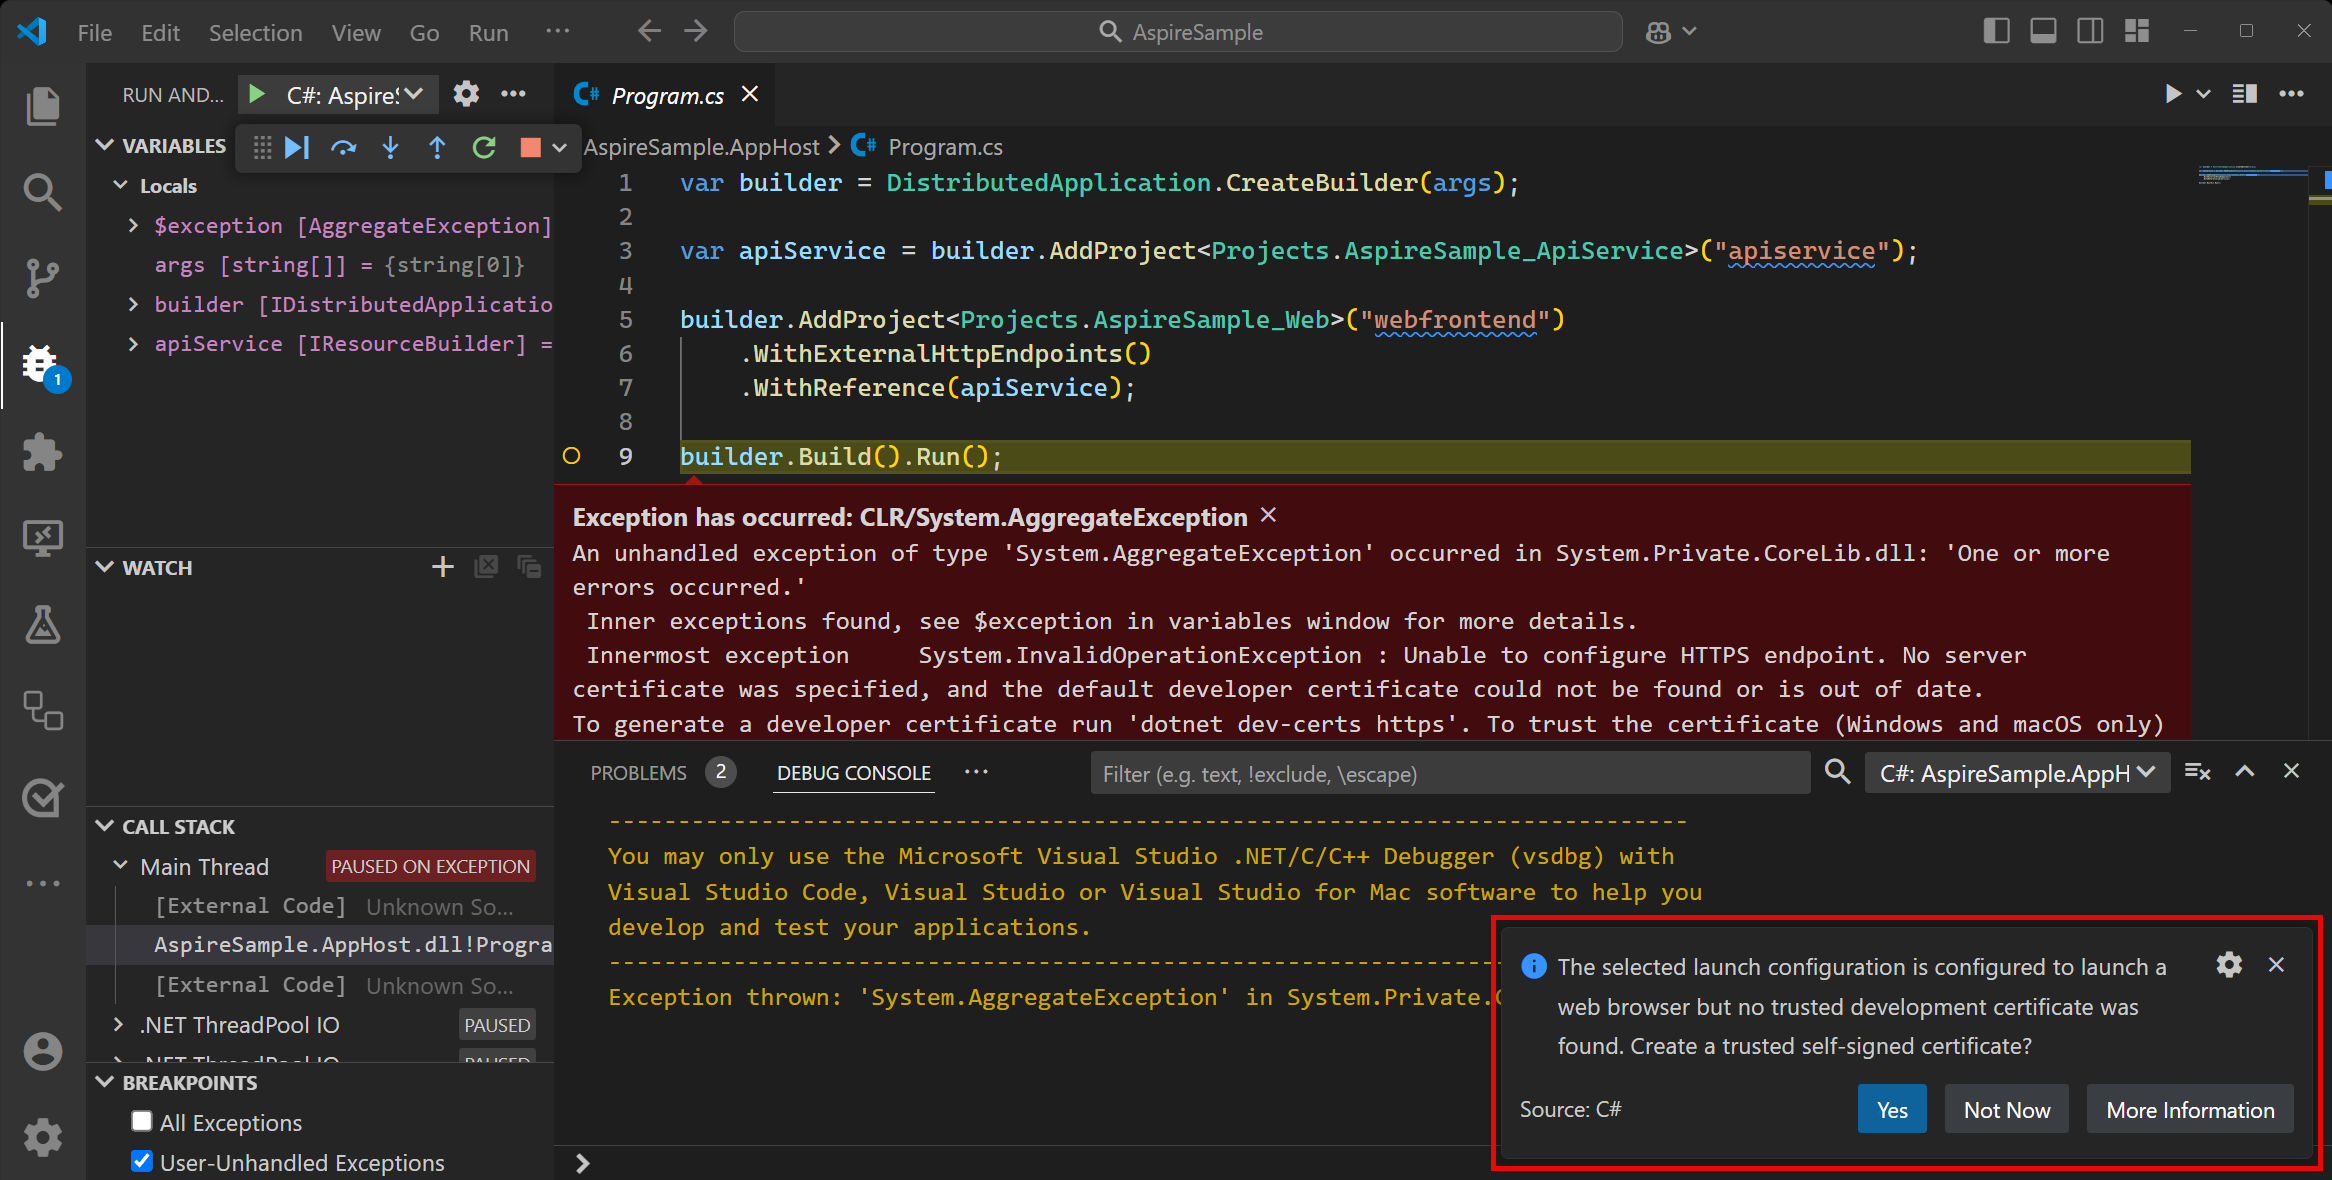 File Edit Selection View Go Run ··· AspireSample
RUN AND... C#: Aspire
Program.cs
VARIABLES
AspireSample.AppHost > Program.cs
Locals
$exception [AggregateException]
args [string[]] = {string[0]}
builder [IDistributedApplicatio
apiService [IResourceBuilder] =
1
WATCH
CALL STACK
Main Thread PAUSED ON EXCEPTION
[External Code] Unknown So...
AspireSample.AppHost.dll!Progra
[External Code] Unknown So...
.NET ThreadPool IO PAUSED
.NET ThreadPool IO PAUSED
BREAKPOINTS
All Exceptions
User-Unhandled Exceptions
1 var builder = DistributedApplication.CreateBuilder(args);
2
3 var apiService = builder.AddProject<Projects.AspireSample_ApiService>("apiservice");
4
5 builder.AddProject<Projects.AspireSample_Web>("webfrontend")
6 .WithExternalHttpEndpoints()
7 .WithReference(apiService);
8
9 builder.Build().Run();
Exception has occurred: CLR/System.AggregateException
An unhandled exception of type 'System.AggregateException' occurred in System.Private.CoreLib.dll: 'One or more
errors occurred.'
Inner exceptions found, see $exception in variables window for more details.
Innermost exception System.InvalidOperationException : Unable to configure HTTPS endpoint. No server
certificate was specified, and the default developer certificate could not be found or is out of date.
To generate a developer certificate run 'dotnet dev-certs https'. To trust the certificate (Windows and macOS only)
PROBLEMS 2 DEBUG CONSOLE ··· Filter (e.g. text, !exclude, \escape) C#: AspireSample.AppH
------------------------------------------------------------------------------
You may only use the Microsoft Visual Studio .NET/C/C++ Debugger (vsdbg) with
Visual Studio Code, Visual Studio or Visual Studio for Mac software to help you
develop and test your applications.
------------------------------------------------------------------------------
Exception thrown: 'System.AggregateException' in System.Private.
The selected launch configuration is configured to launch a
web browser but no trusted development certificate was
found. Create a trusted self-signed certificate?
Source: C# Yes Not Now More Information